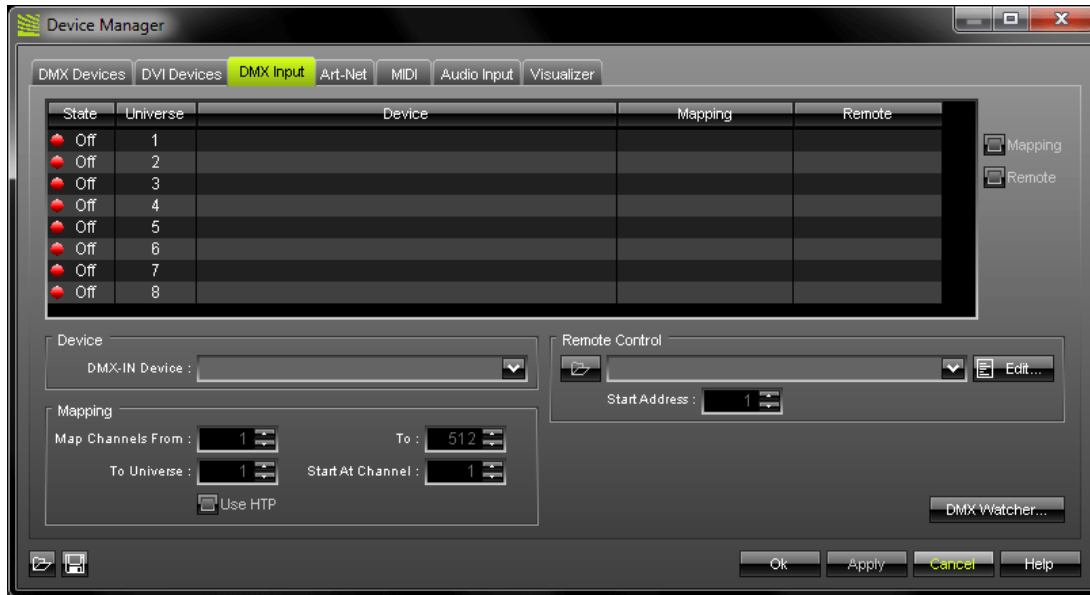 Device Manager
DMX Devices DVI Devices DMX Input Art-Net MIDI Audio Input Visualizer
State Universe Device Mapping Remote
Off 1
Off 2
Off 3
Off 4
Off 5
Off 6
Off 7
Off 8
Mapping
Remote
Device
DMX-IN Device :
Remote Control
Edit...
Start Address : 1
Mapping
Map Channels From : 1 To : 512
To Universe : 1 Start At Channel : 1
Use HTP
DMX Watcher...
Ok Apply Cancel Help